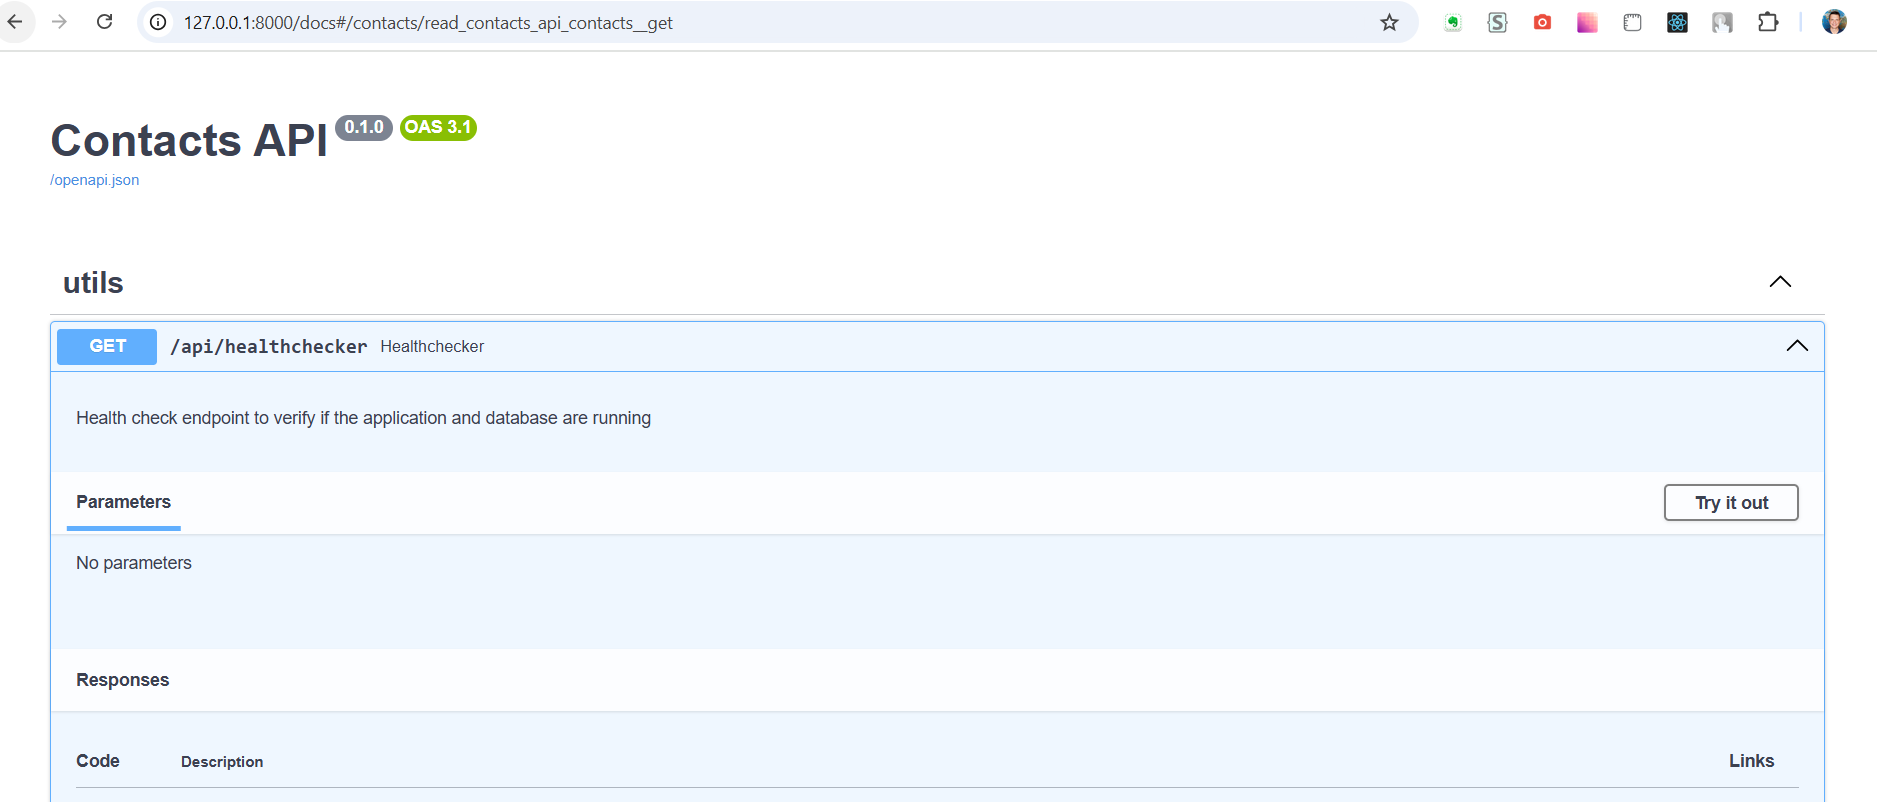 127.0.0.1:8000/docs#/contacts/read_contacts_api_contacts__get
Contacts API 0.1.0 OAS 3.1
/openapi.json
utils
GET /api/healthchecker Healthchecker
Health check endpoint to verify if the application and database are running
Parameters
Try it out
No parameters
Responses
Code Description Links